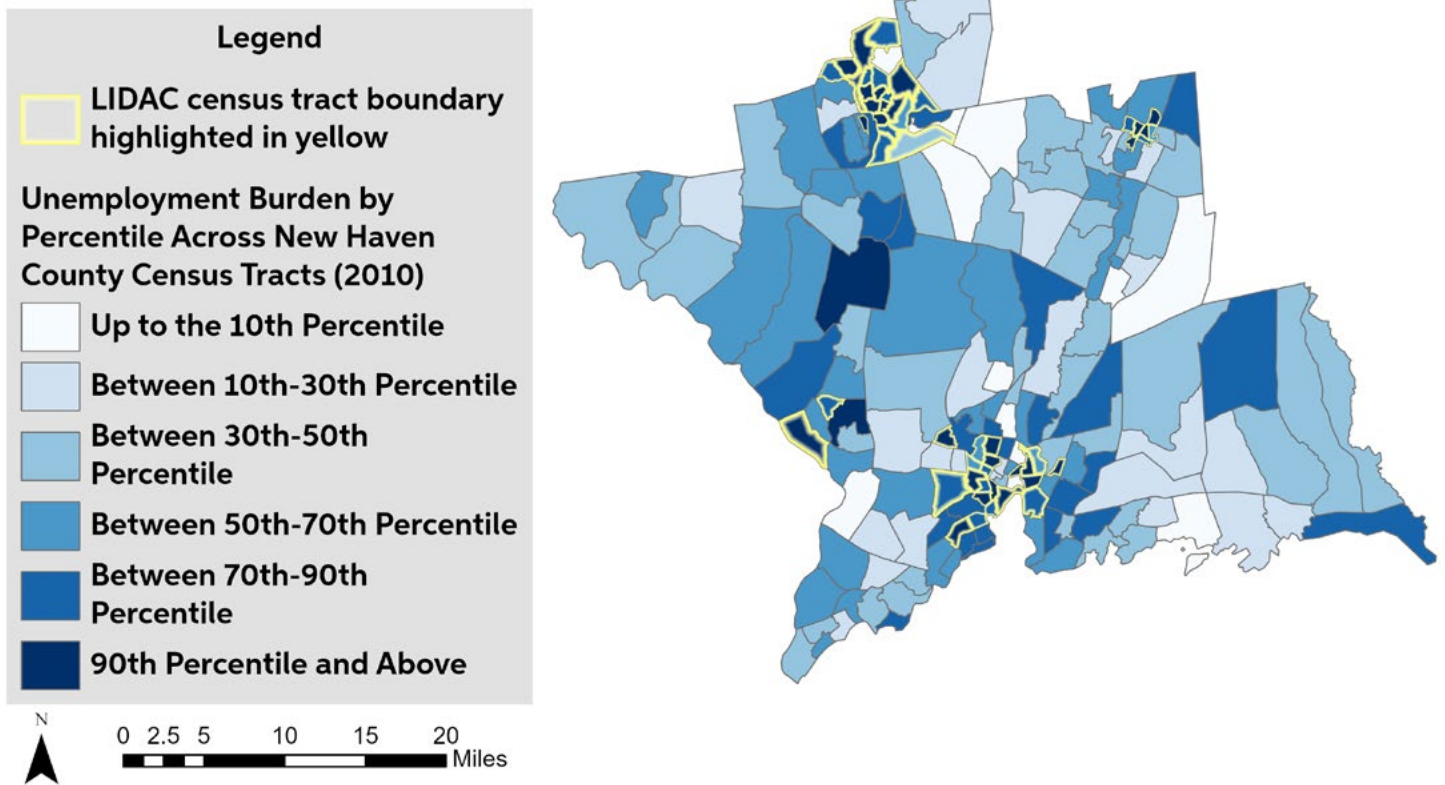 Legend
LIDAC census tract boundary
highlighted in yellow
Unemployment Burden by
Percentile Across New Haven
County Census Tracts (2010)
Up to the 10th Percentile
Between 10th-30th Percentile
Between 30th-50th
Percentile
Between 50th-70th Percentile
Between 70th-90th
Percentile
90th Percentile and Above
N
0 2.5 5 10 15 20
Miles